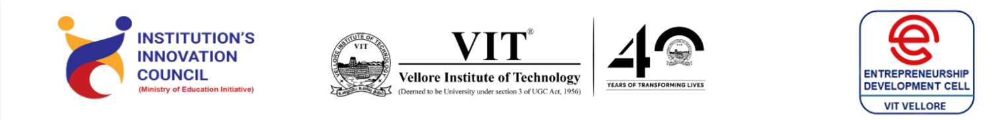 INSTITUTION'S
INNOVATION
COUNCIL
(Ministry of Education Initiative)
VELLORE INSTITUTE OF TECHNOLOGY
VIT
VIT®
Vellore Institute of Technology
(Deemed to be University under section 3 of UGC Act, 1956)
40
YEARS OF TRANSFORMING LIVES
e
ENTREPRENEURSHIP
DEVELOPMENT CELL
VIT VELLORE